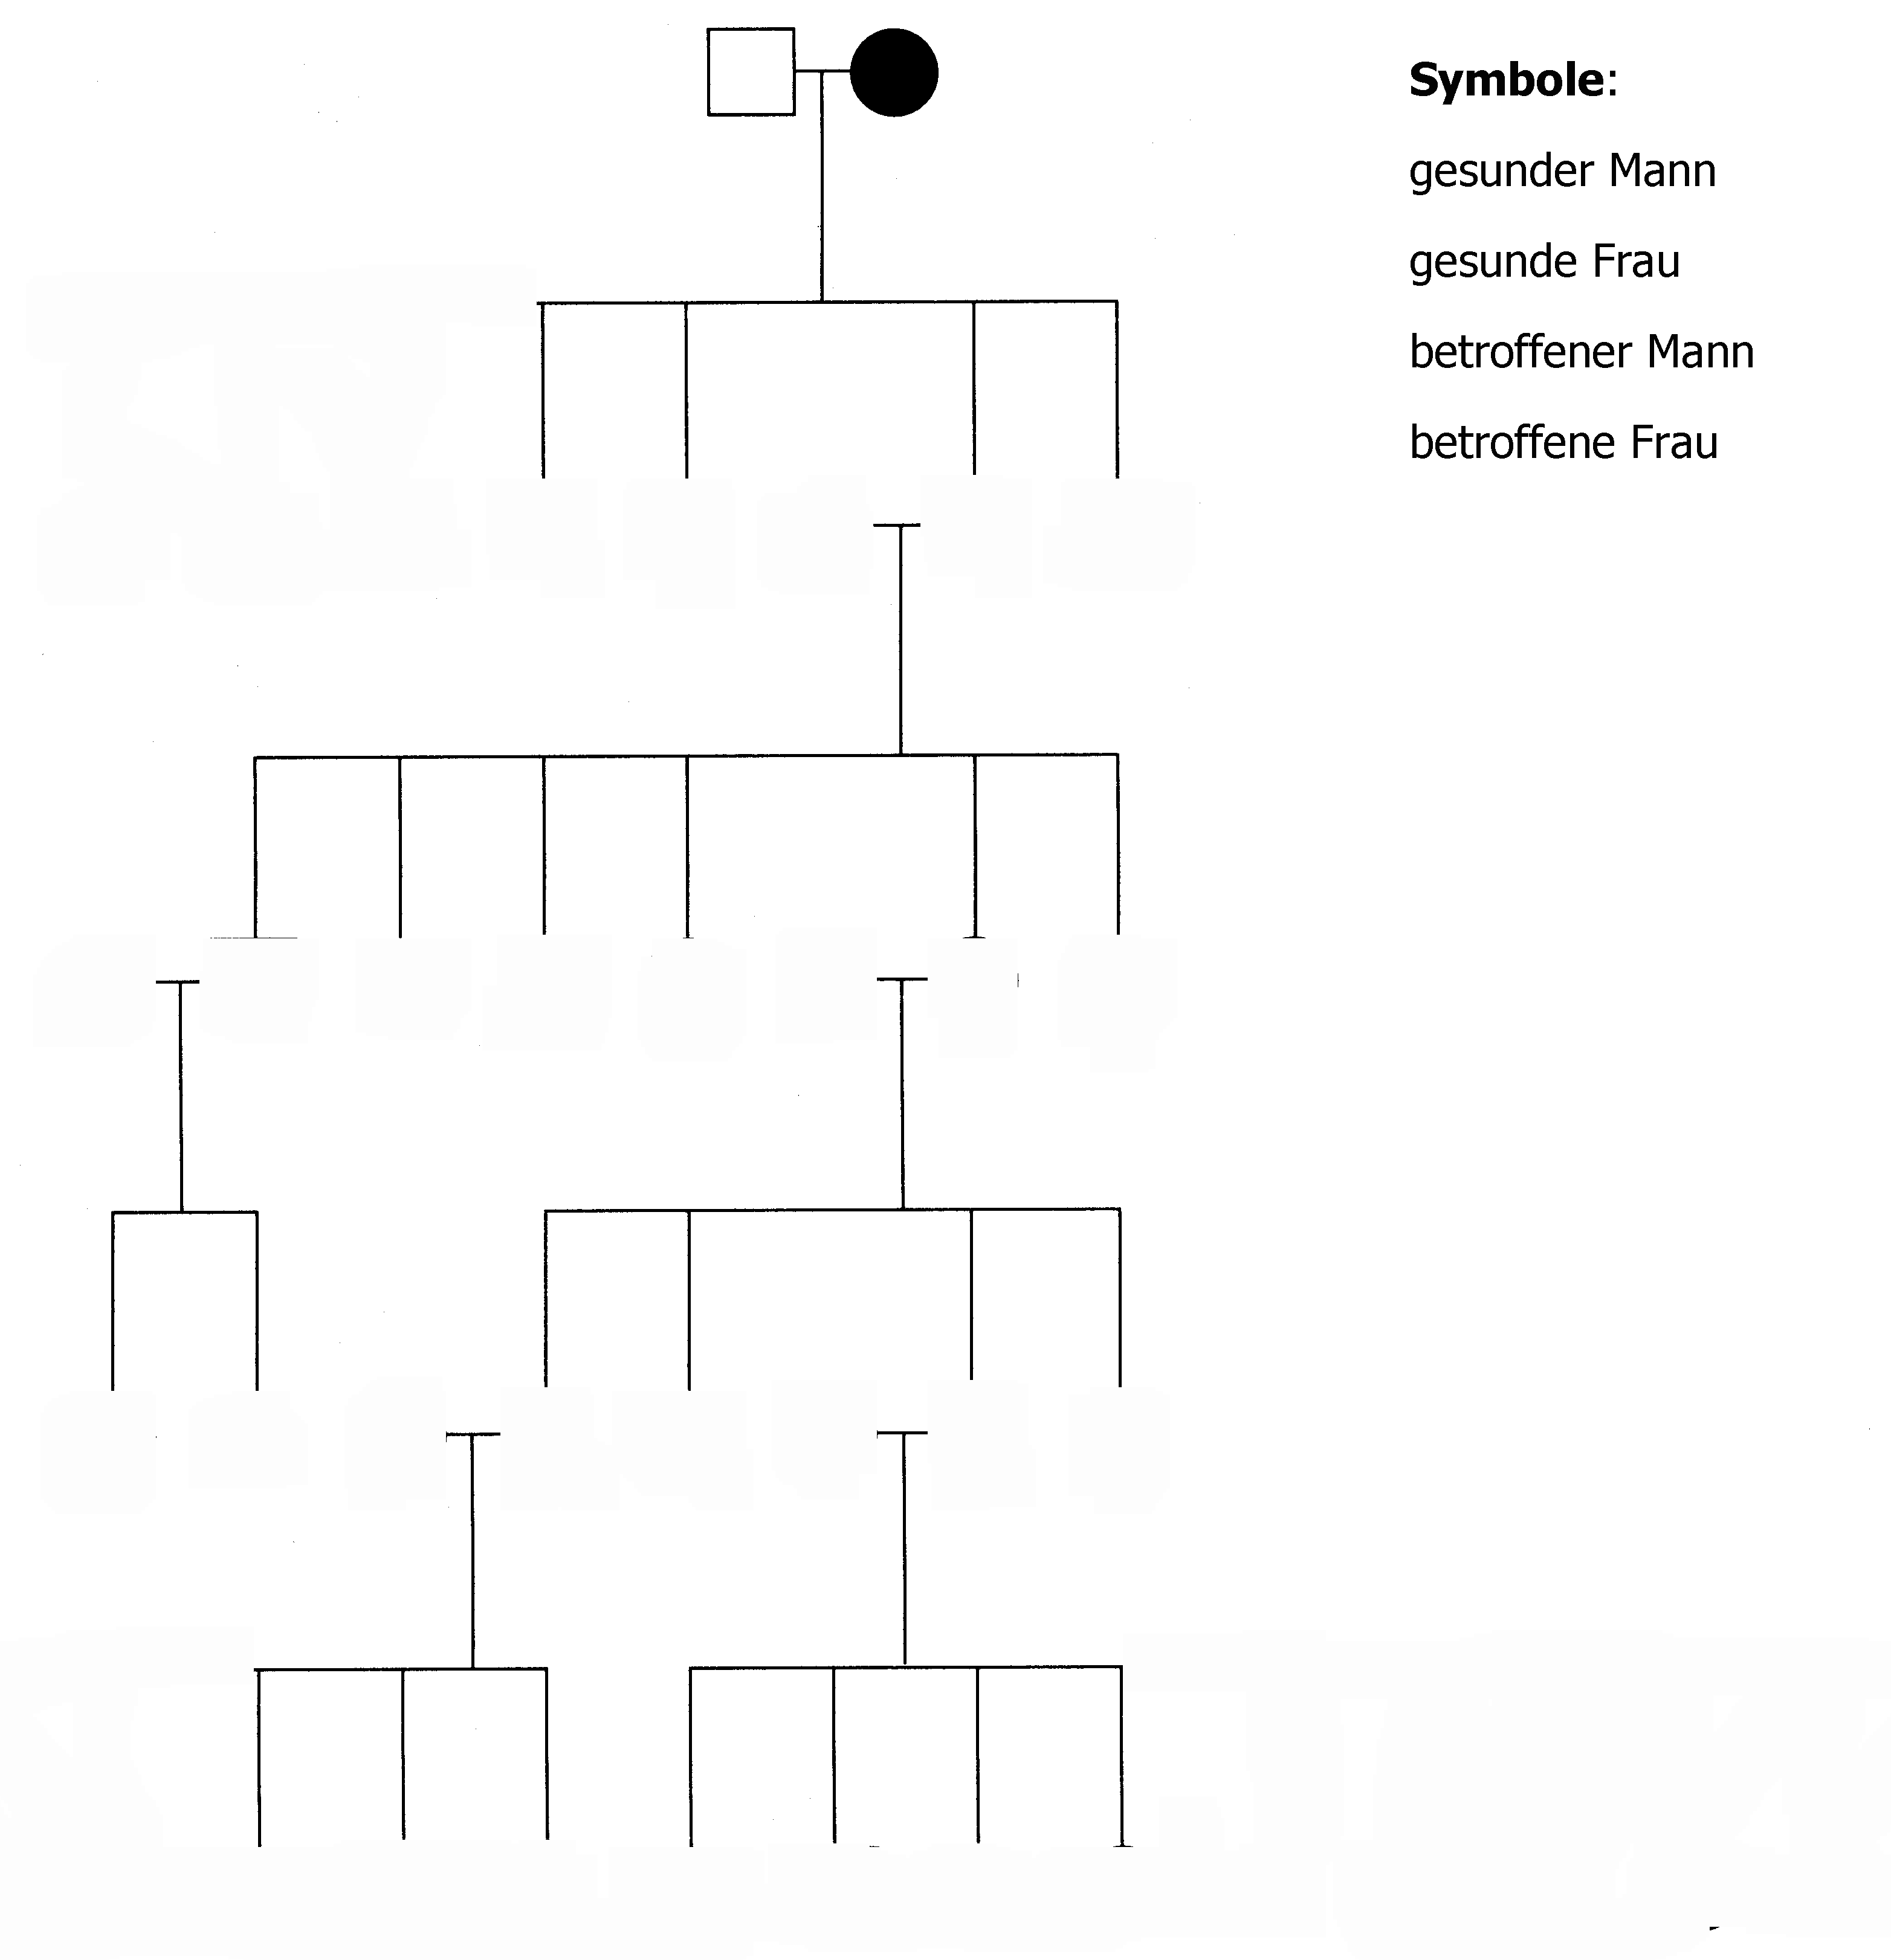 Symbole:
gesunder Mann
gesunde Frau
betroffener Mann
betroffene Frau